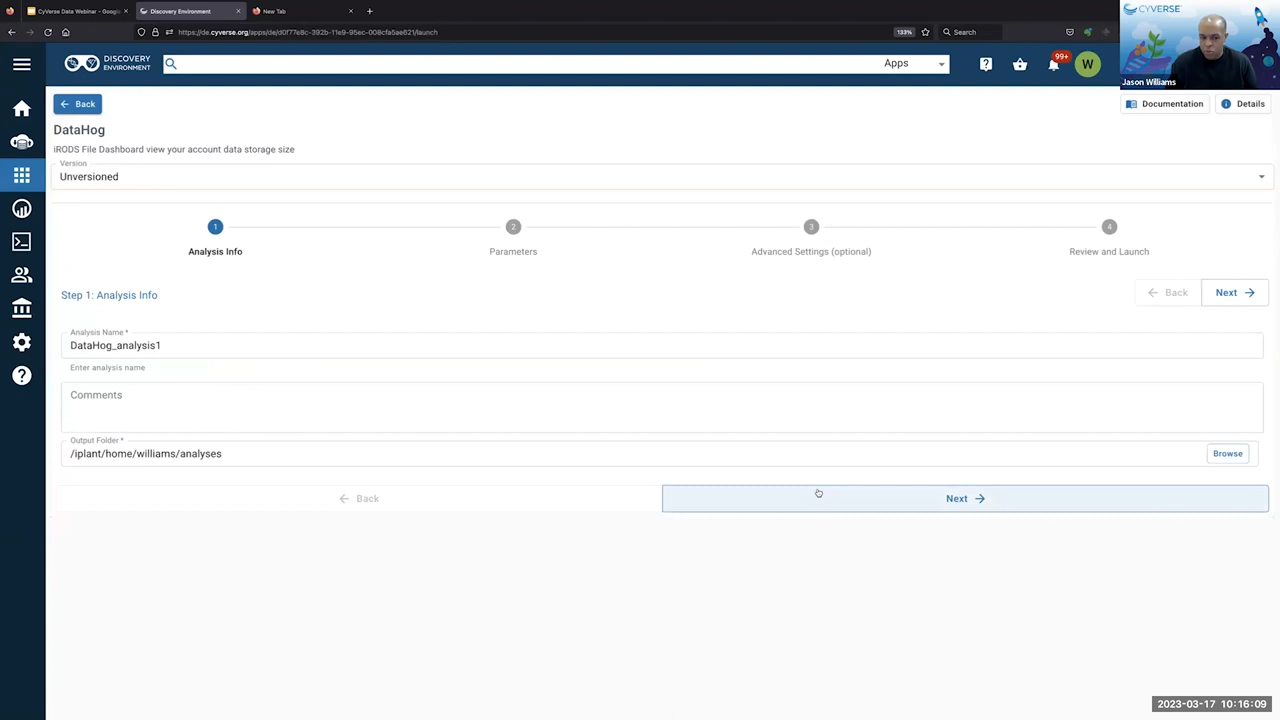 CyVerse Data Webinar - Google
Discovery Environment
New Tab
https://de.cyverse.org/apps/de/d0f77e8c-392b-11e9-95ec-008cfa5ae621/launch
133%
Search
CYVERSE
Jason Williams
DISCOVERY
ENVIRONMENT
Apps
99+
W
Back
Documentation
Details
DataHog
iRODS File Dashboard view your account data storage size
Version
Unversioned
1
2
3
4
Analysis Info
Parameters
Advanced Settings (optional)
Review and Launch
Step 1: Analysis Info
Back
Next
Analysis Name *
DataHog_analysis1
Enter analysis name
Comments
Output Folder *
/iplant/home/williams/analyses
Browse
Back
Next
2023-03-17 10:16:09